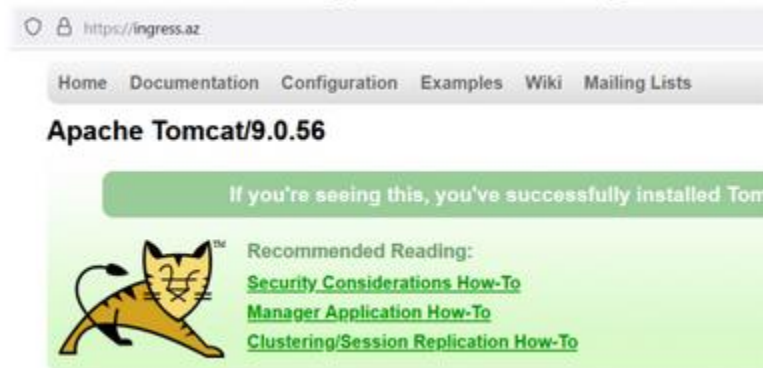 https://ingress.az
Home Documentation Configuration Examples Wiki Mailing Lists
Apache Tomcat/9.0.56
If you're seeing this, you've successfully installed Tom
TM
Recommended Reading:
Security Considerations How-To
Manager Application How-To
Clustering/Session Replication How-To